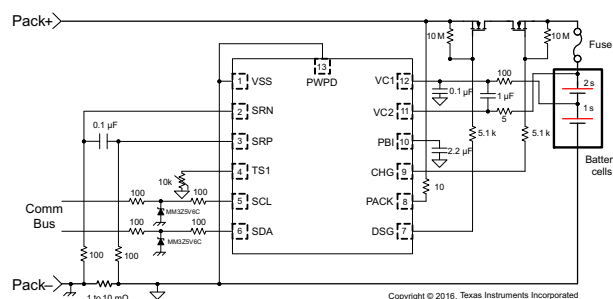 Pack+
10 M
10 M
Fuse
13
PWPD
1 VSS
VC1 12
100
0.1 µF
1 µF
2 s
2 SRN
VC2 11
5
1 s
0.1 µF
5.1 k
5.1 k
3 SRP
PBI 10
2.2 µF
Batter
cells
4 TS1
CHG 9
10k
10
100
100
MM3Z5V6C
5 SCL
PACK 8
Comm
Bus
100
100
MM3Z5V6C
6 SDA
DSG 7
100
100
Pack–
1 to 10 mΩ
Copyright © 2016, Texas Instruments Incorporated